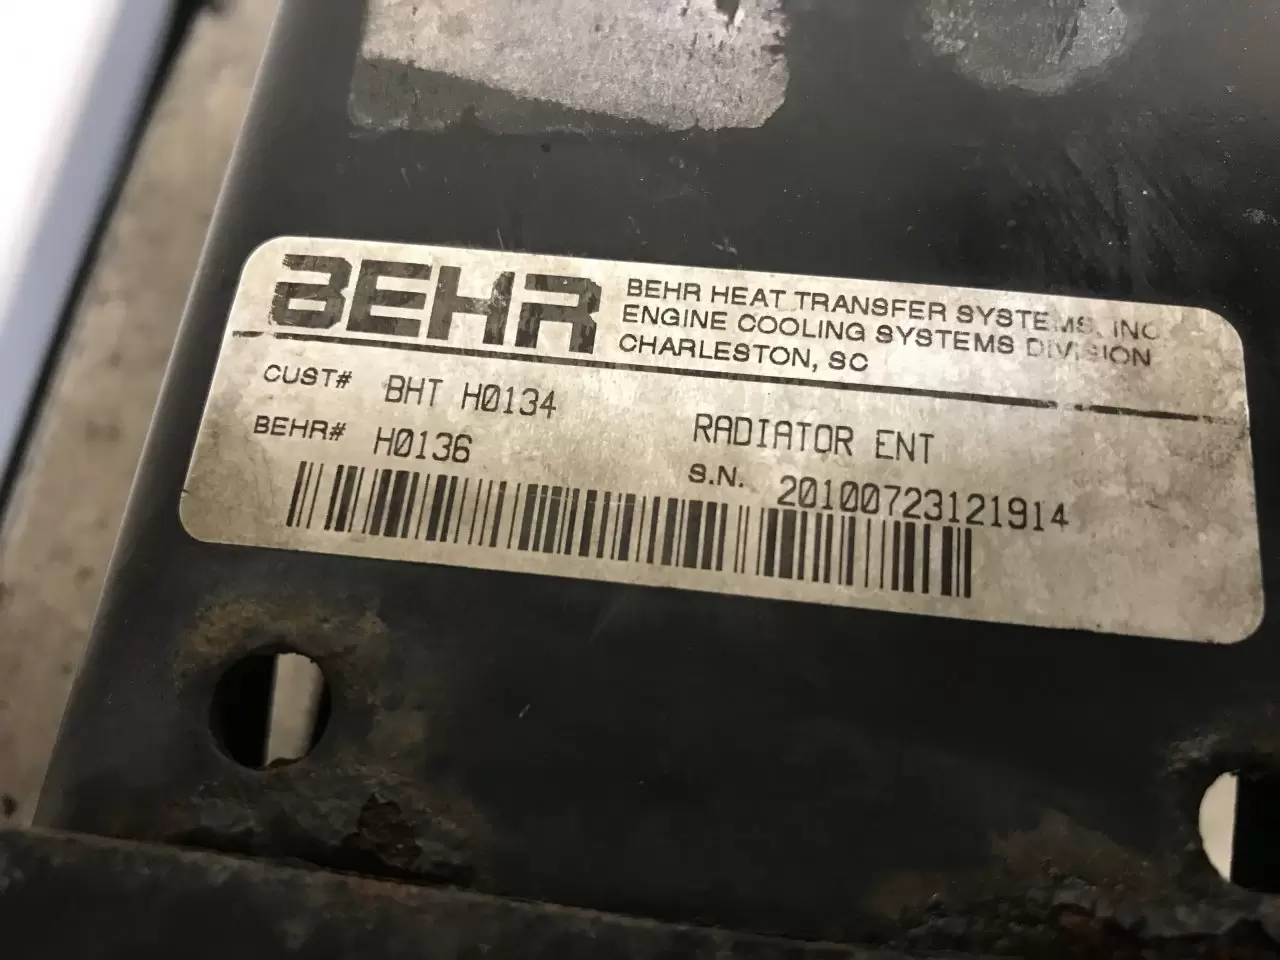 BEHR
BEHR HEAT TRANSFER SYSTEMS, INC.
ENGINE COOLING SYSTEMS DIVISION
CHARLESTON, SC
CUST# BHT H0134
BEHR# H0136
RADIATOR ENT
S.N. 20100723121914